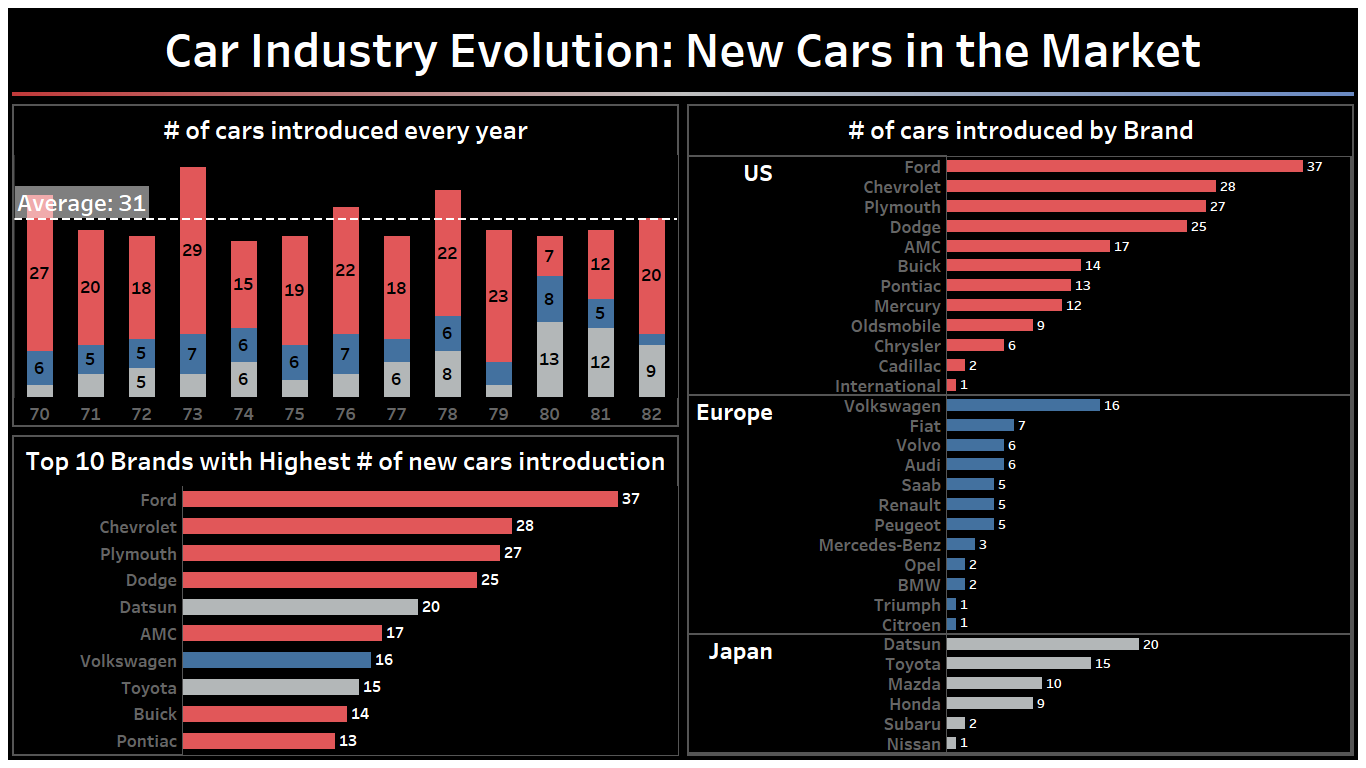 Car Industry Evolution: New Cars in the Market
# of cars introduced every year
Average: 31
27 20 18 29 15 19 22 18 22 23 7 12 20
6 5 5 7 6 6 7 6 8 5
5 6 6 8 13 12 9
70 71 72 73 74 75 76 77 78 79 80 81 82
Top 10 Brands with Highest # of new cars introduction
Ford 37
Chevrolet 28
Plymouth 27
Dodge 25
Datsun 20
AMC 17
Volkswagen 16
Toyota 15
Buick 14
Pontiac 13
# of cars introduced by Brand
US
Ford 37
Chevrolet 28
Plymouth 27
Dodge 25
AMC 17
Buick 14
Pontiac 13
Mercury 12
Oldsmobile 9
Chrysler 6
Cadillac 2
International 1
Europe
Volkswagen 16
Fiat 7
Volvo 6
Audi 6
Saab 5
Renault 5
Peugeot 5
Mercedes-Benz 3
Opel 2
BMW 2
Triumph 1
Citroen 1
Japan
Datsun 20
Toyota 15
Mazda 10
Honda 9
Subaru 2
Nissan 1